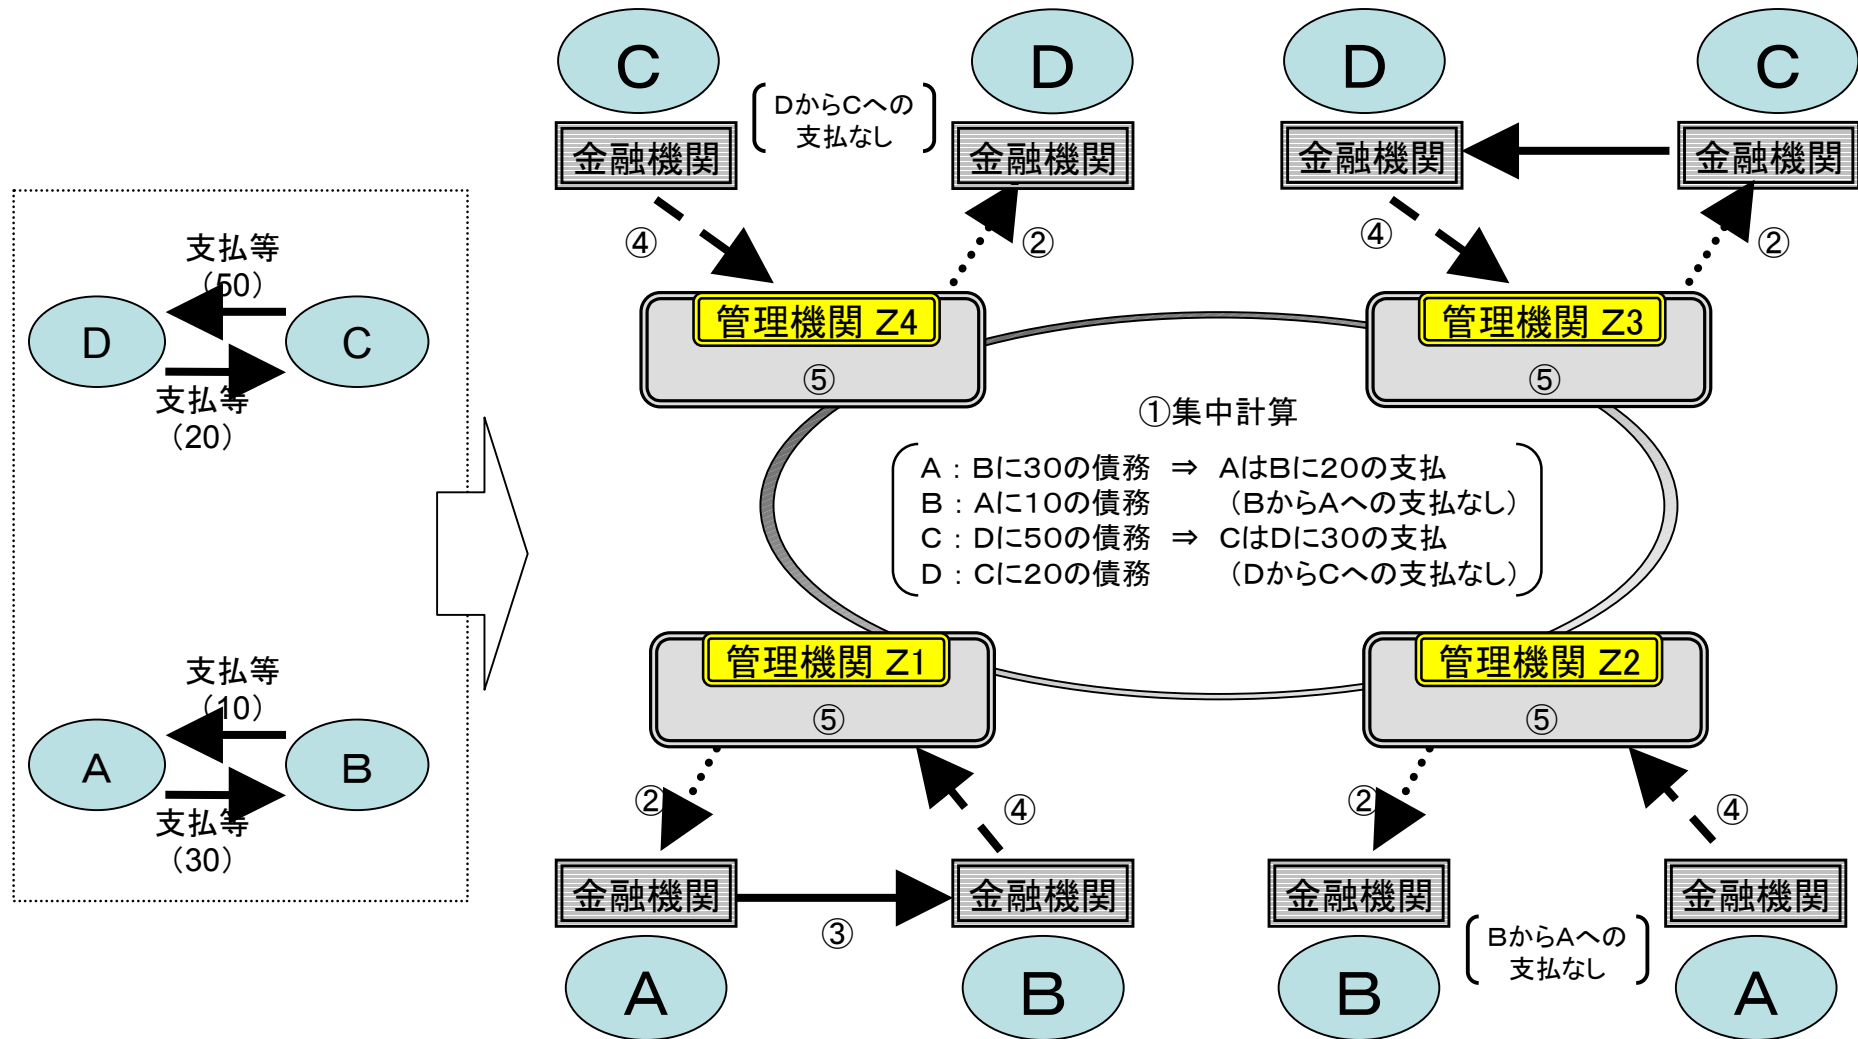 支払等
（50）
D
C
支払等
（20）
支払等
（10）
A
B
支払等
（30）
C
DからCへの
支払なし
D
金融機関
金融機関
④
②
管理機関 Z4
⑤
D
C
金融機関
金融機関
④
②
管理機関 Z3
⑤
①集中計算
A：Bに30の債務 ⇒ AはBに20の支払
B：Aに10の債務 （BからAへの支払なし）
C：Dに50の債務 ⇒ CはDに30の支払
D：Cに20の債務 （DからCへの支払なし）
管理機関 Z1
⑤
②
④
金融機関
金融機関
③
A
B
管理機関 Z2
⑤
②
④
金融機関
金融機関
BからAへの
支払なし
B
A